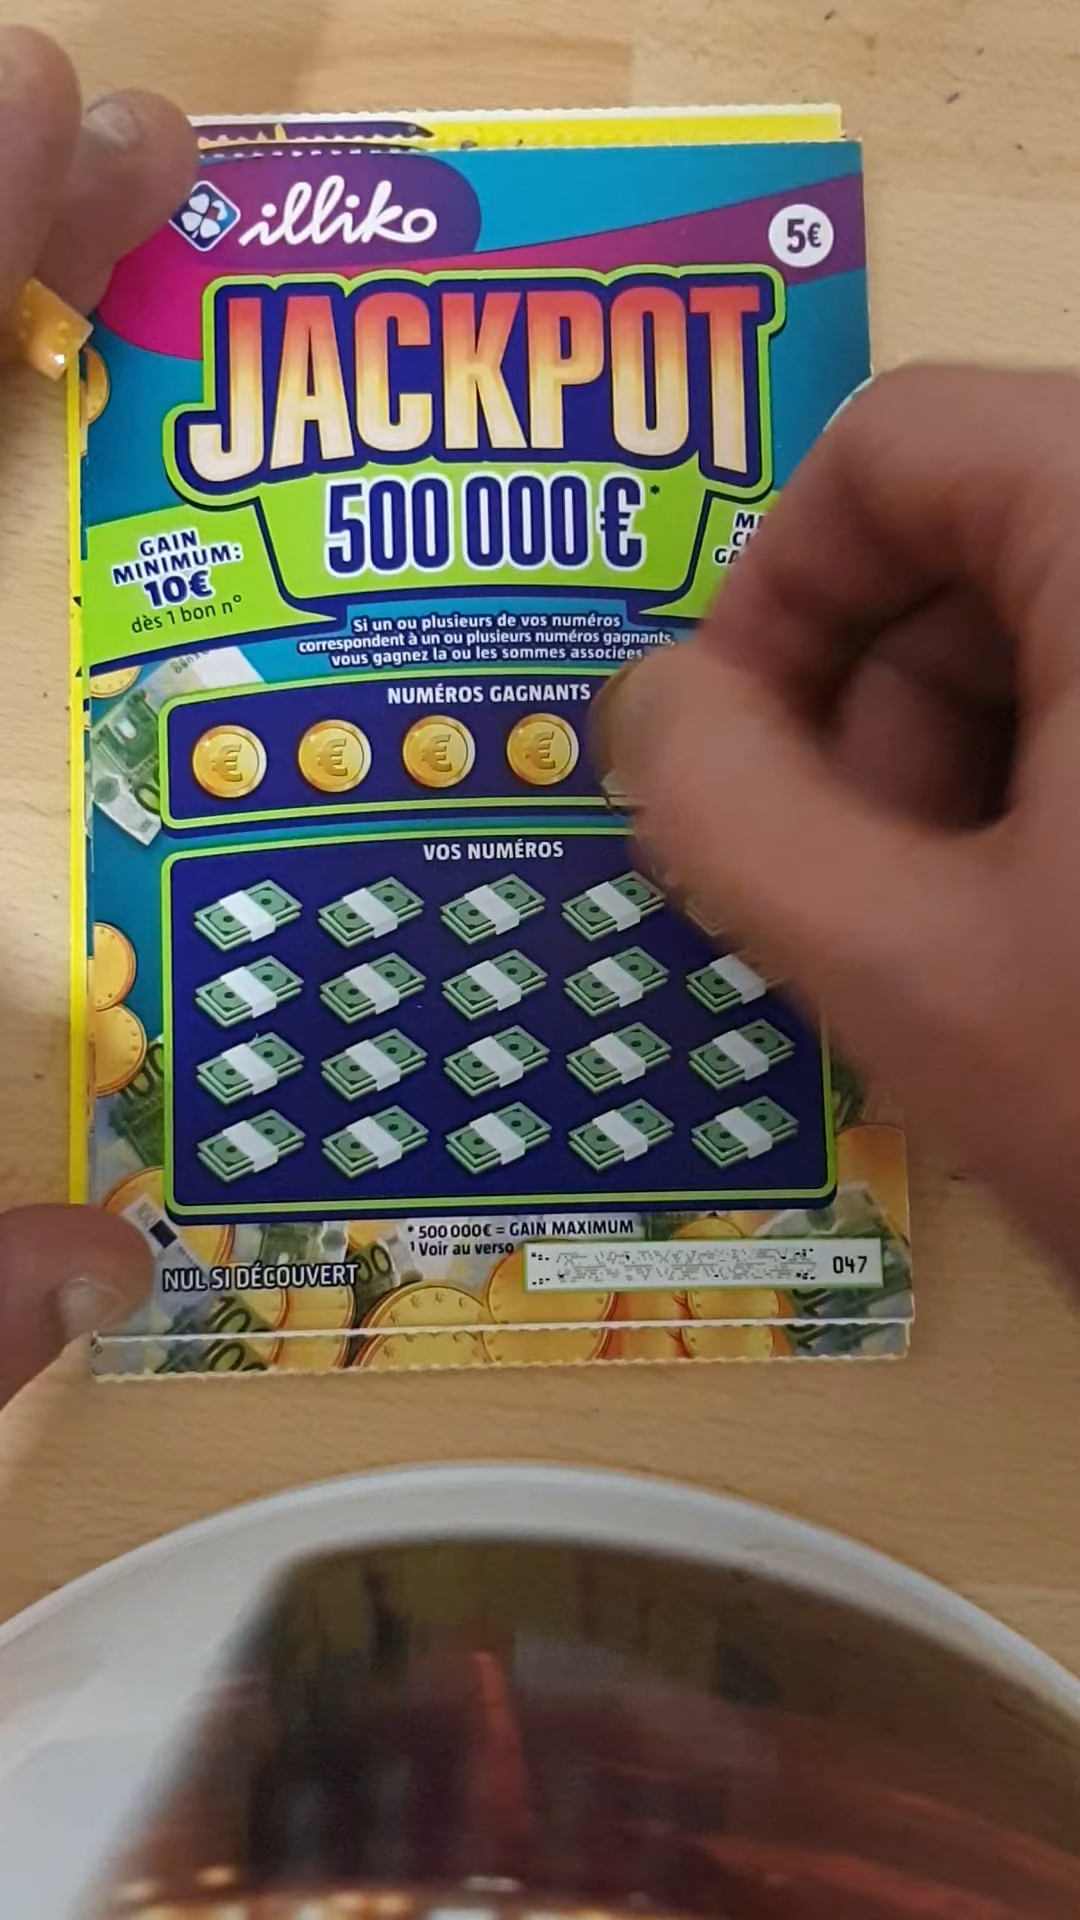 illiko
5€
JACKPOT
500 000 €*
GAIN
MINIMUM:
10€
dès 1 bon n°
Si un ou plusieurs de vos numéros
correspondent à un ou plusieurs numéros gagnants,
vous gagnez la ou les sommes associées
NUMÉROS GAGNANTS
VOS NUMÉROS
* 500 000 € = GAIN MAXIMUM
¹ Voir au verso
NUL SI DÉCOUVERT
047